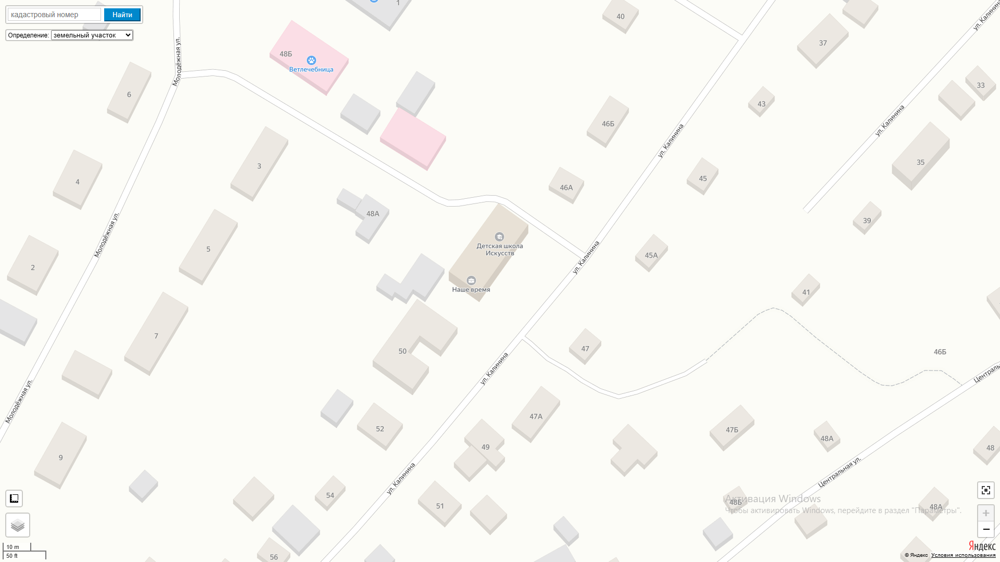 кадастровый номер
Найти
Определение:
земельный участок
1
40
37
ул. Калинина
Молодёжная ул.
48Б
Ветлечебница
33
6
43
46Б
ул. Калинина
ул. Калинина
35
3
4
45
46А
48А
39
Молодёжная ул.
Детская школа
Искусств
5
45А
ул. Калинина
2
Наше время
41
7
50
47
46Б
ул. Калинина
Централь
Молодёжная ул.
47А
52
47Б
48А
49
48
9
Центральная ул.
ул. Калинина
54
51
48Б
48А
Активация Windows
Чтобы активировать Windows, перейдите в раздел "Параметры".
56
10 m
50 ft
Яндекс
© Яндекс Условия использования